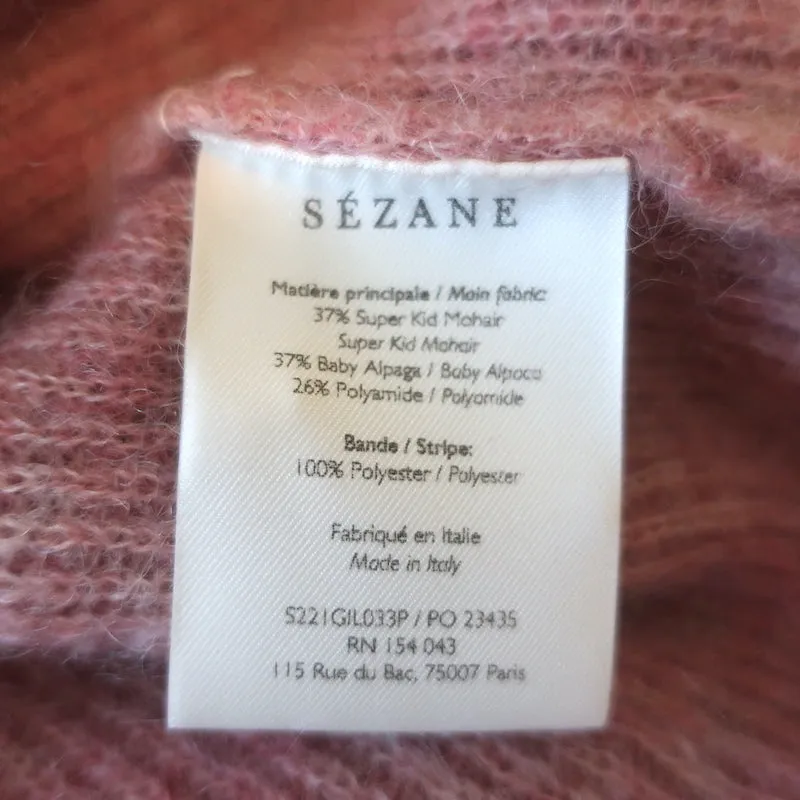 SÉZANE
Matière principale / Main fabric:
37% Super Kid Mohair
Super Kid Mohair
37% Baby Alpaga / Baby Alpaca
26% Polyamide / Polyamide
Bande / Stripe:
100% Polyester / Polyester
Fabriqué en Italie
Made in Italy
S221GIL033P / PO 23435
RN 154 043
115 Rue du Bac, 75007 Paris